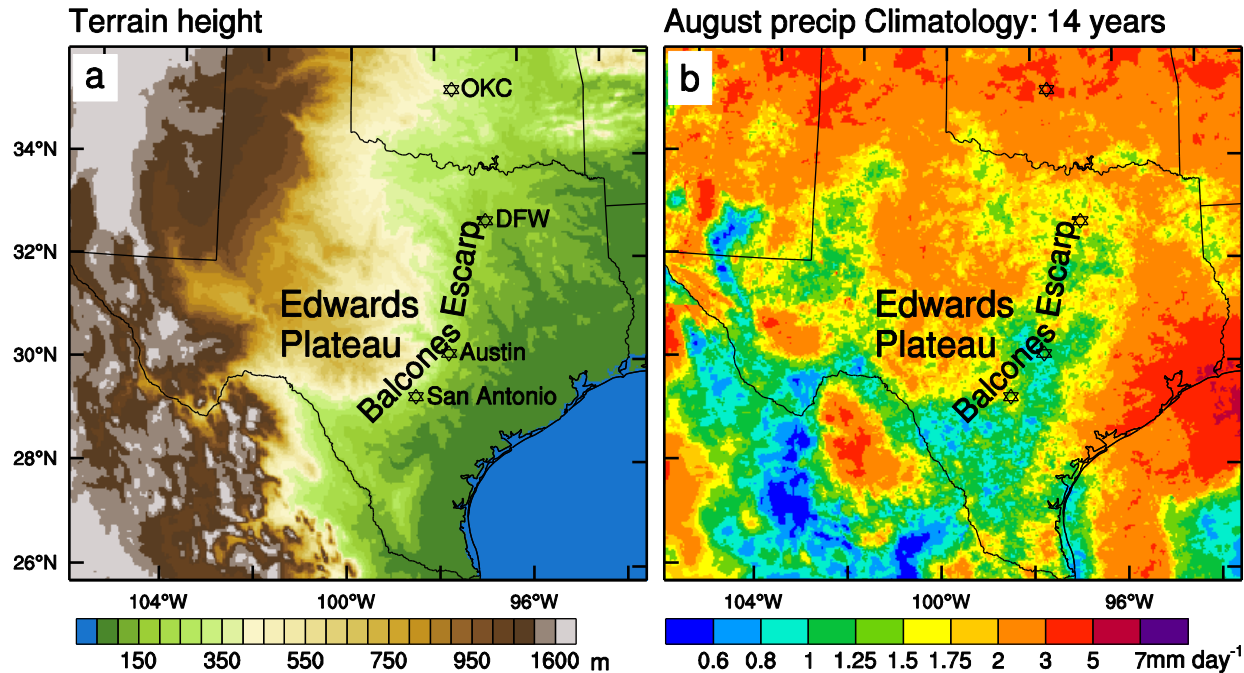 Terrain height
August precip Climatology: 14 years
a
OKC
34°N
DFW
32°N
Balcones Escarp
Edwards
Plateau
30°N
Austin
San Antonio
28°N
26°N
104°W 100°W 96°W
150 350 550 750 950 1600 m
b
Edwards
Plateau
Balcones Escarp
104°W 100°W 96°W
0.6 0.8 1 1.25 1.5 1.75 2 3 5 7mm day⁻¹